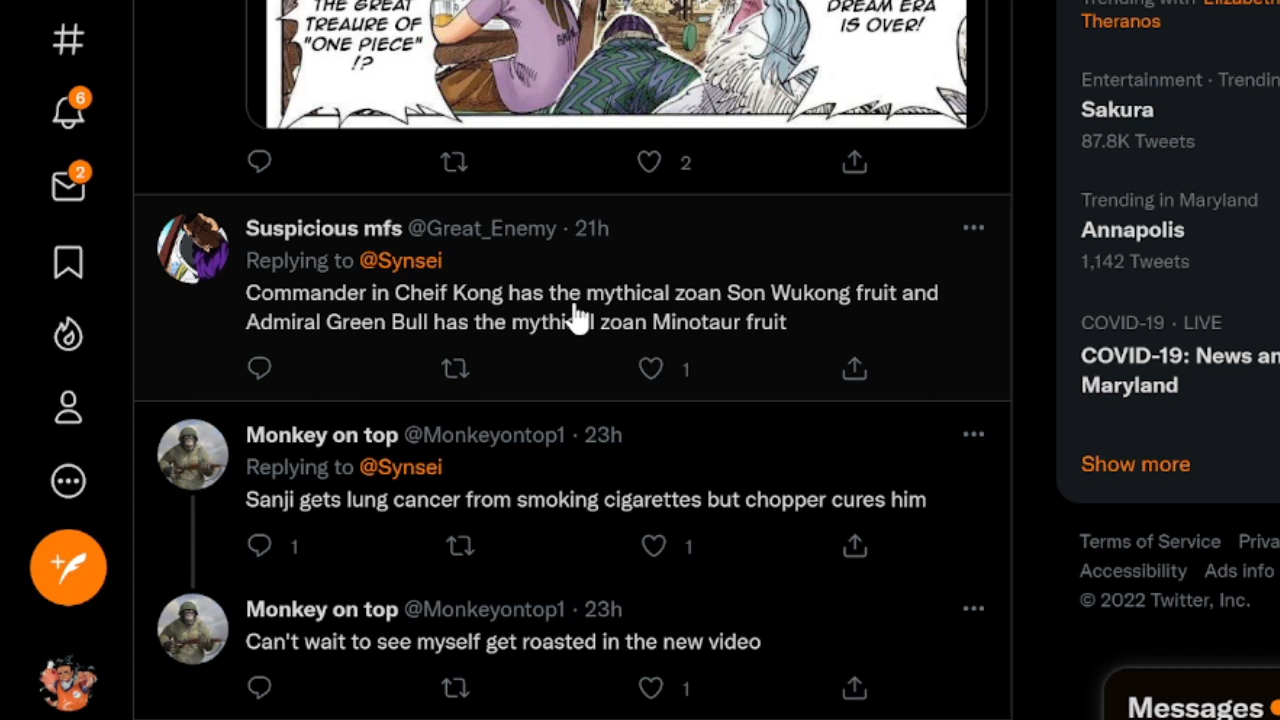 THE GREAT
TREAURE OF
"ONE PIECE"
!?
DREAM ERA
IS OVER!
2
Suspicious mfs @Great_Enemy · 21h
Replying to @Synsei
Commander in Cheif Kong has the mythical zoan Son Wukong fruit and
Admiral Green Bull has the mythical zoan Minotaur fruit
1
Monkey on top @Monkeyontop1 · 23h
Replying to @Synsei
Sanji gets lung cancer from smoking cigarettes but chopper cures him
1 1
Monkey on top @Monkeyontop1 · 23h
Can't wait to see myself get roasted in the new video
1
6
2
Trending with Elizabeth
Theranos
Entertainment · Trendin
Sakura
87.8K Tweets
Trending in Maryland
Annapolis
1,142 Tweets
COVID-19 · LIVE
COVID-19: News an
Maryland
Show more
Terms of Service Priva
Accessibility Ads info
© 2022 Twitter, Inc.
Messages